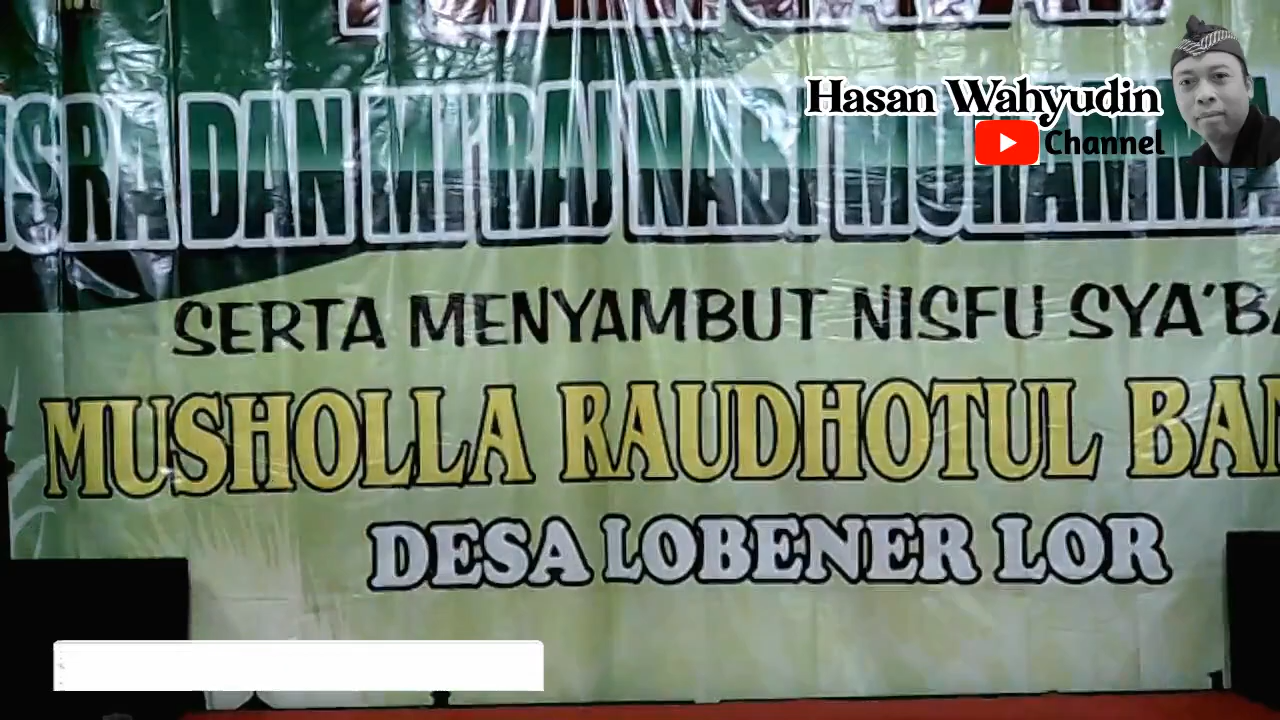 Hasan Wahyudin
Channel
ISRA DAN MI'RAJ NABI MUHAMMA
SERTA MENYAMBUT NISFU SYA'BA
MUSHOLLA RAUDHOTUL BAN
DESA LOBENER LOR